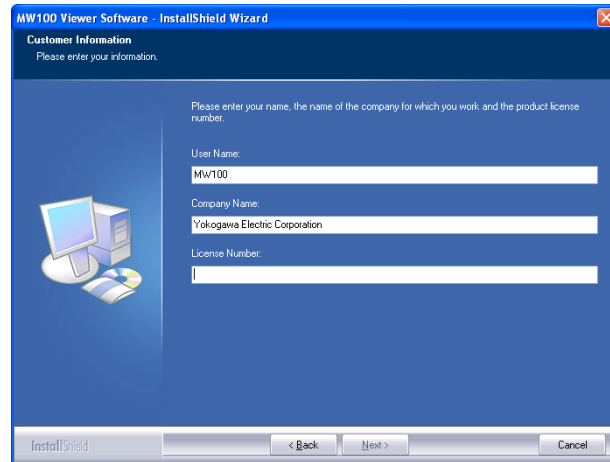 MW100 Viewer Software - InstallShield Wizard
Customer Information
Please enter your information.
Please enter your name, the name of the company for which you work and the product license
number.
User Name:
MW100
Company Name:
Yokogawa Electric Corporation
License Number:
InstallShield
< Back
Next >
Cancel